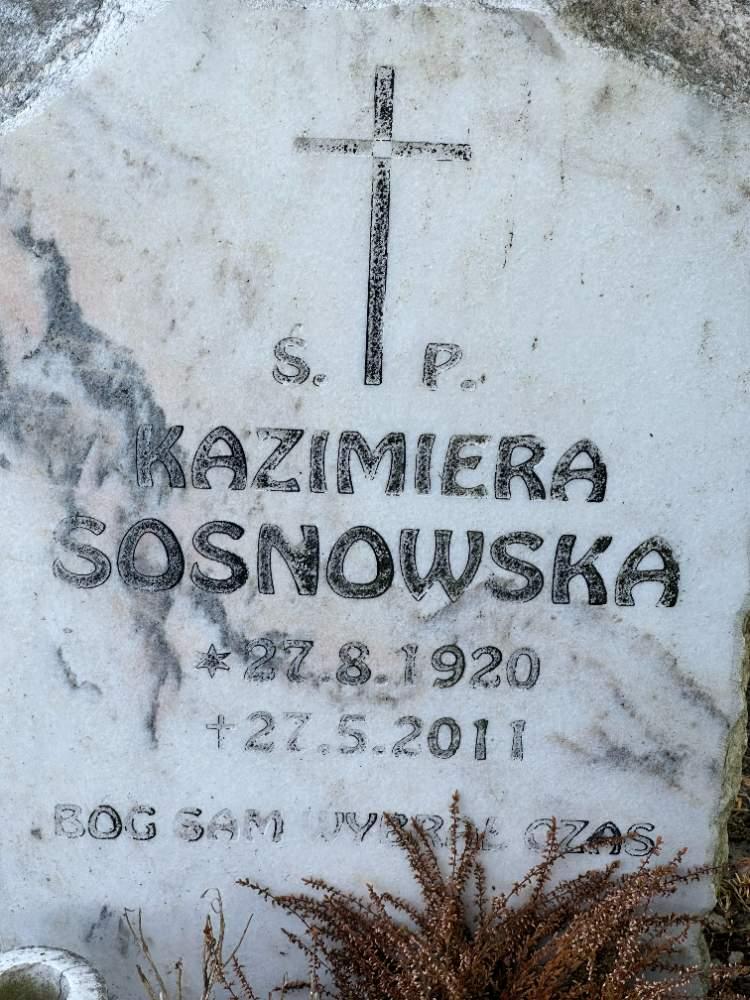 Ś. P.
KAZIMIERA
SOSNOWSKA
* 27.8.1920
+ 27.5.2011
BÓG SAM WYBRAŁ CZAS